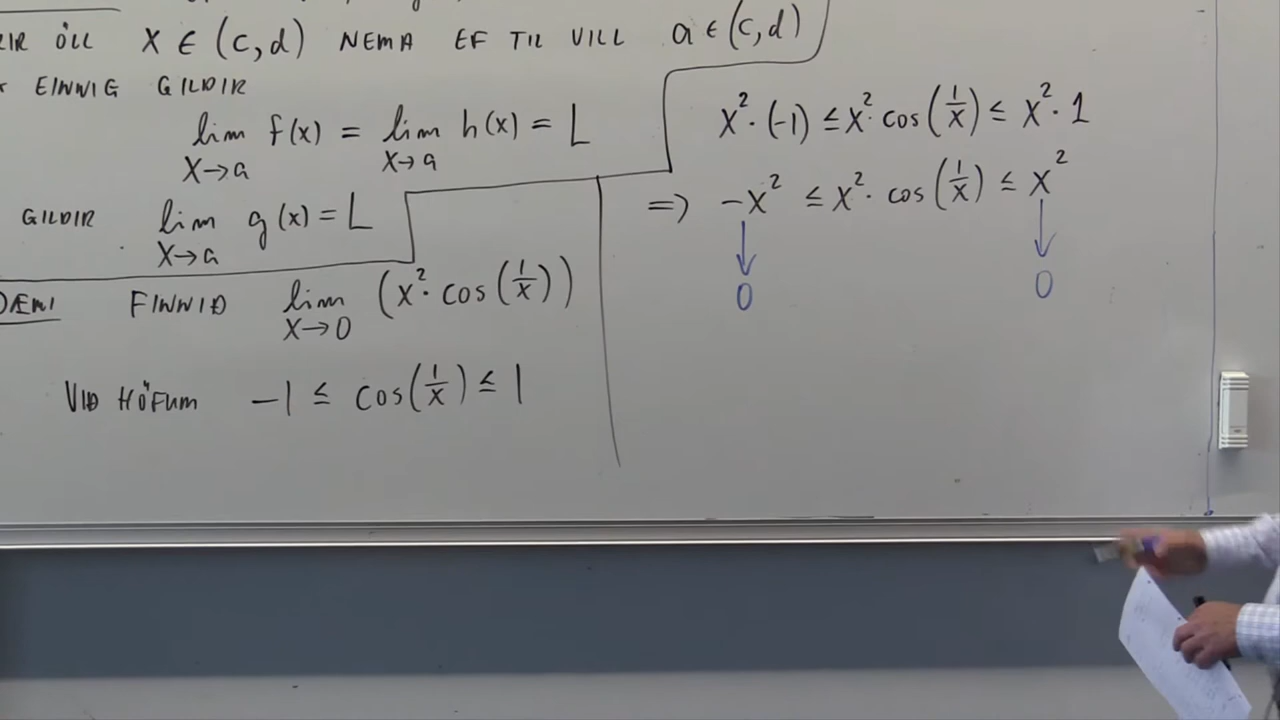 ÖLL X ∈ (c,d) NEMA EF TIL VILL a ∈ (c,d)
EINNIG GILDIR
lim f(x) = lim h(x) = L
X→a X→a
GILDIR lim g(x) = L
X→a
DÆMI FINNIÐ lim (x²· cos(1/x))
X→0
VIÐ HÖFUM -1 ≤ cos(1/x) ≤ 1
x²·(-1) ≤ x²· cos(1/x) ≤ x²·1
=> -x² ≤ x²· cos(1/x) ≤ x²
↓ ↓
0 0